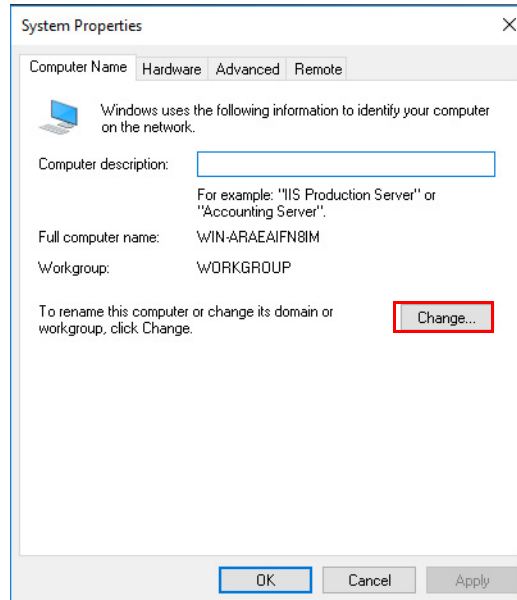 System Properties
Computer Name Hardware Advanced Remote
Windows uses the following information to identify your computer
on the network.
Computer description:
For example: "IIS Production Server" or
"Accounting Server".
Full computer name: WIN-ARAEAIFN8IM
Workgroup: WORKGROUP
To rename this computer or change its domain or
workgroup, click Change.
Change...
OK Cancel Apply